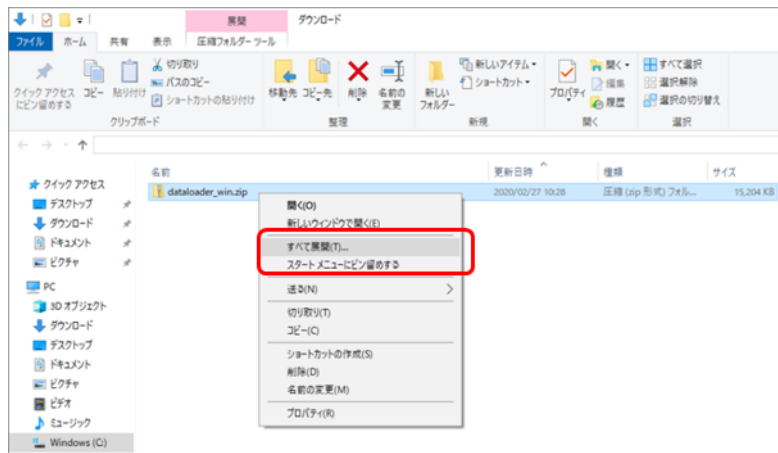 展開
ダウンロード
ファイル
ホーム
共有
表示
圧縮フォルダー ツール
クイック アクセス
にピン留めする
コピー
貼り付け
切り取り
パスのコピー
ショートカットの貼り付け
クリップボード
移動先
コピー先
削除
名前の
変更
整理
新しい
フォルダー
新しいアイテム
ショートカット
新規
プロパティ
開く
編集
履歴
開く
すべて選択
選択解除
選択の切り替え
選択
名前
更新日時
種類
サイズ
dataloader_win.zip
2020/02/27 10:28
圧縮 (zip 形式) フォル...
15,204 KB
クイック アクセス
デスクトップ
ダウンロード
ドキュメント
ピクチャ
PC
3D オブジェクト
ダウンロード
デスクトップ
ドキュメント
ピクチャ
ビデオ
ミュージック
Windows (C:)
開く(O)
新しいウィンドウで開く(E)
すべて展開(T)...
スタート メニューにピン留めする
送る(N)
切り取り(T)
コピー(C)
ショートカットの作成(S)
削除(D)
名前の変更(M)
プロパティ(R)